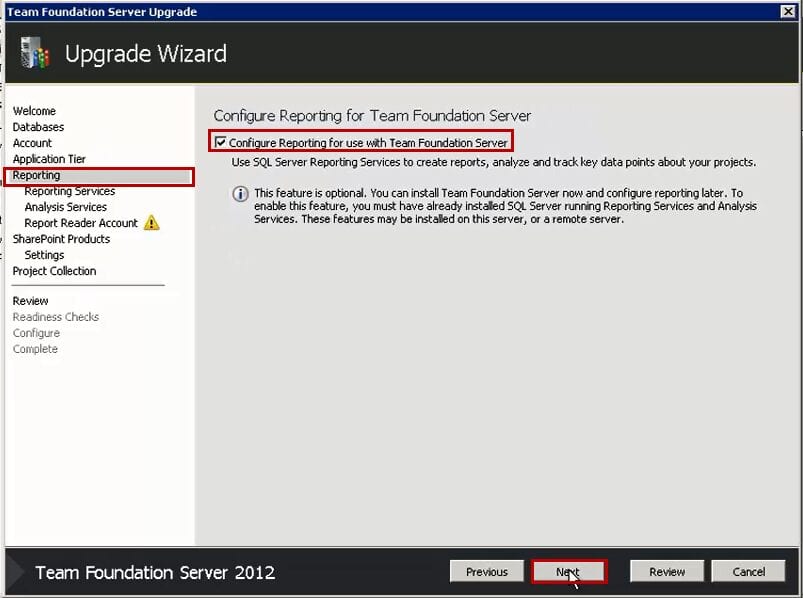 Team Foundation Server Upgrade
Upgrade Wizard
Welcome
Databases
Account
Application Tier
Reporting
Reporting Services
Analysis Services
Report Reader Account
SharePoint Products
Settings
Project Collection
Review
Readiness Checks
Configure
Complete
Configure Reporting for Team Foundation Server
Configure Reporting for use with Team Foundation Server
Use SQL Server Reporting Services to create reports, analyze and track key data points about your projects.
This feature is optional. You can install Team Foundation Server now and configure reporting later. To
enable this feature, you must have already installed SQL Server running Reporting Services and Analysis
Services. These features may be installed on this server, or a remote server.
Team Foundation Server 2012
Previous
Next
Review
Cancel